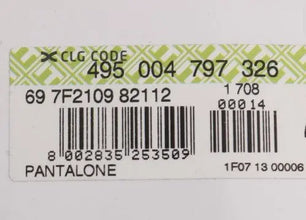 CLG CODE
495 004 797 326
69 7F2109 82112
1 708
00014
8 002835 253509
PANTALONE
1F07 13 00006